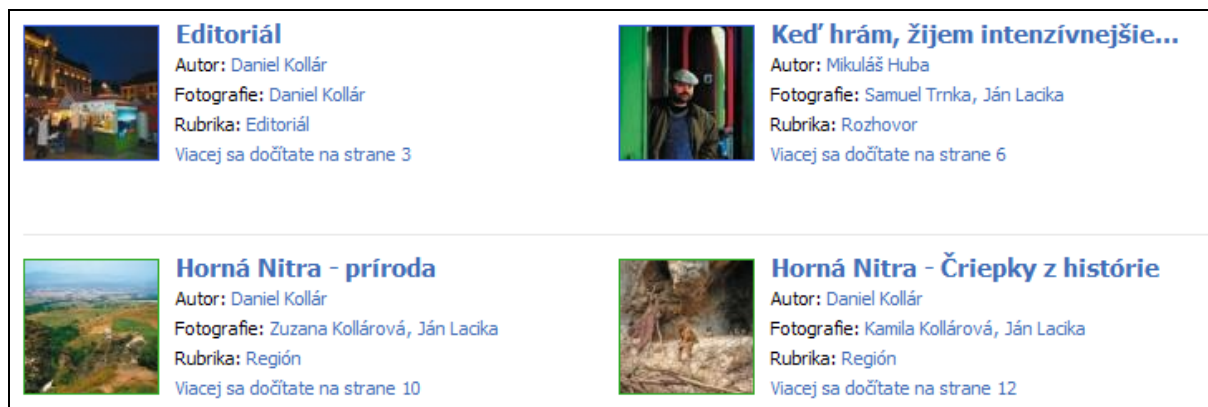 Editoriál
Autor: Daniel Kollár
Fotografie: Daniel Kollár
Rubrika: Editoriál
Viacej sa dočítate na strane 3
Keď hrám, žijem intenzívnejšie...
Autor: Mikuláš Huba
Fotografie: Samuel Trnka, Ján Lacika
Rubrika: Rozhovor
Viacej sa dočítate na strane 6
Horná Nitra - príroda
Autor: Daniel Kollár
Fotografie: Zuzana Kollárová, Ján Lacika
Rubrika: Región
Viacej sa dočítate na strane 10
Horná Nitra - Čriepky z histórie
Autor: Daniel Kollár
Fotografie: Kamila Kollárová, Ján Lacika
Rubrika: Región
Viacej sa dočítate na strane 12